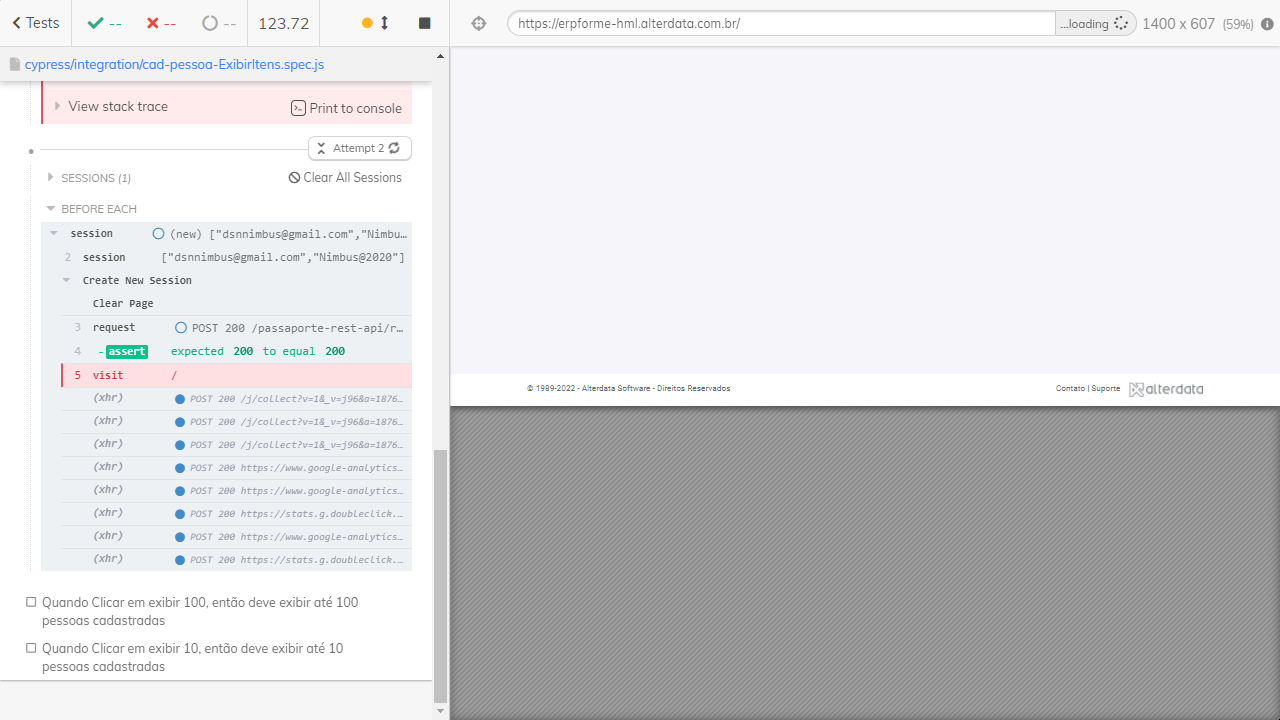 Tests -- -- -- 123.72 https://erpforme-hml.alterdata.com.br/ ...loading 1400 x 607 (59%)
cypress/integration/cad-pessoa-ExibirItens.spec.js
View stack trace Print to console
Attempt 2
SESSIONS (1) Clear All Sessions
BEFORE EACH
session (new) ["dsnnimbus@gmail.com","Nimbu...
2 session ["dsnnimbus@gmail.com","Nimbus@2020"]
Create New Session
Clear Page
3 request POST 200 /passaporte-rest-api/r...
4 -assert expected 200 to equal 200
5 visit /
(xhr) POST 200 /j/collect?v=1&_v=j96&a=1876...
(xhr) POST 200 /j/collect?v=1&_v=j96&a=1876...
(xhr) POST 200 /j/collect?v=1&_v=j96&a=1876...
(xhr) POST 200 https://www.google-analytics...
(xhr) POST 200 https://www.google-analytics...
(xhr) POST 200 https://stats.g.doubleclick....
(xhr) POST 200 https://www.google-analytics...
(xhr) POST 200 https://stats.g.doubleclick....
Quando Clicar em exibir 100, então deve exibir até 100
pessoas cadastradas
Quando Clicar em exibir 10, então deve exibir até 10
pessoas cadastradas
© 1989-2022 - Alterdata Software - Direitos Reservados Contato | Suporte alterdata